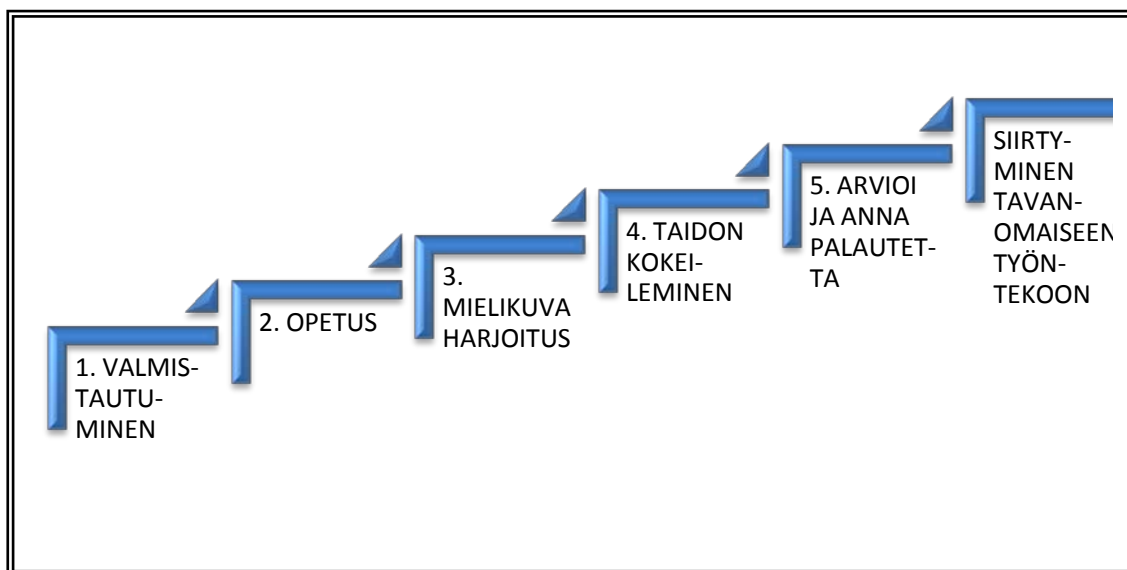 1. VALMIS-
TAUTU-
MINEN
2. OPETUS
3.
MIELIKUVA
HARJOITUS
4. TAIDON
KOKEI-
LEMINEN
5. ARVIOI
JA ANNA
PALAUTET-
TA
SIIRTY-
MINEN
TAVAN-
OMAISEEN
TYÖN-
TEKOON